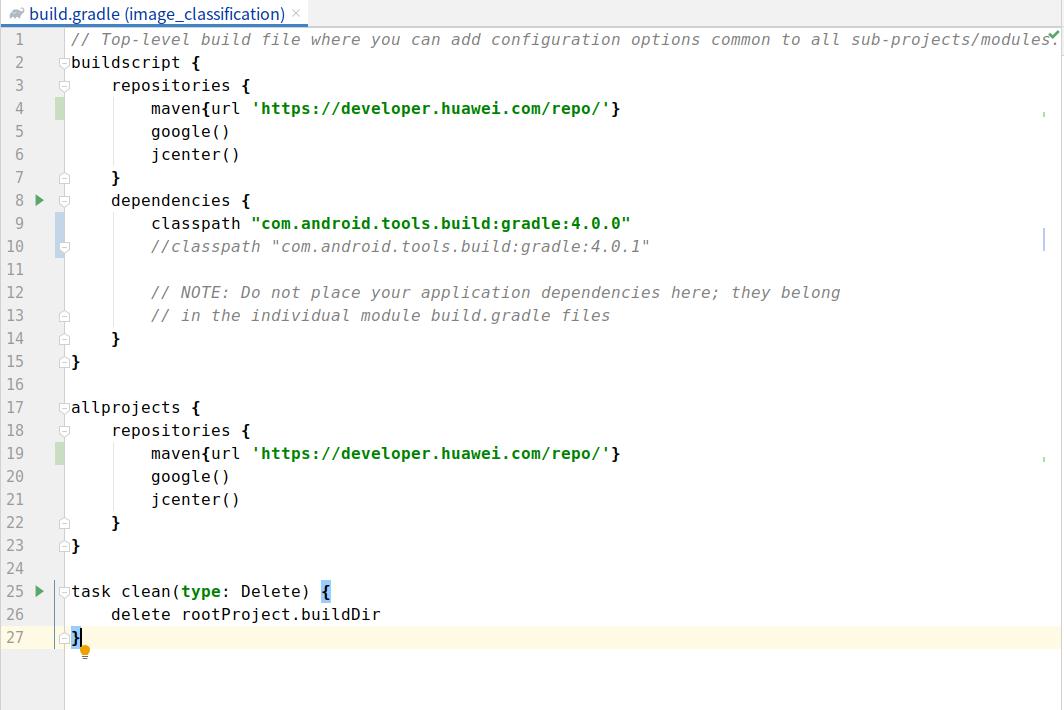 build.gradle (image_classification)
1 // Top-level build file where you can add configuration options common to all sub-projects/modules.
2 buildscript {
3     repositories {
4         maven{url 'https://developer.huawei.com/repo/'}
5         google()
6         jcenter()
7     }
8     dependencies {
9         classpath "com.android.tools.build:gradle:4.0.0"
10         //classpath "com.android.tools.build:gradle:4.0.1"
11
12         // NOTE: Do not place your application dependencies here; they belong
13         // in the individual module build.gradle files
14     }
15 }
16
17 allprojects {
18     repositories {
19         maven{url 'https://developer.huawei.com/repo/'}
20         google()
21         jcenter()
22     }
23 }
24
25 task clean(type: Delete) {
26     delete rootProject.buildDir
27 }